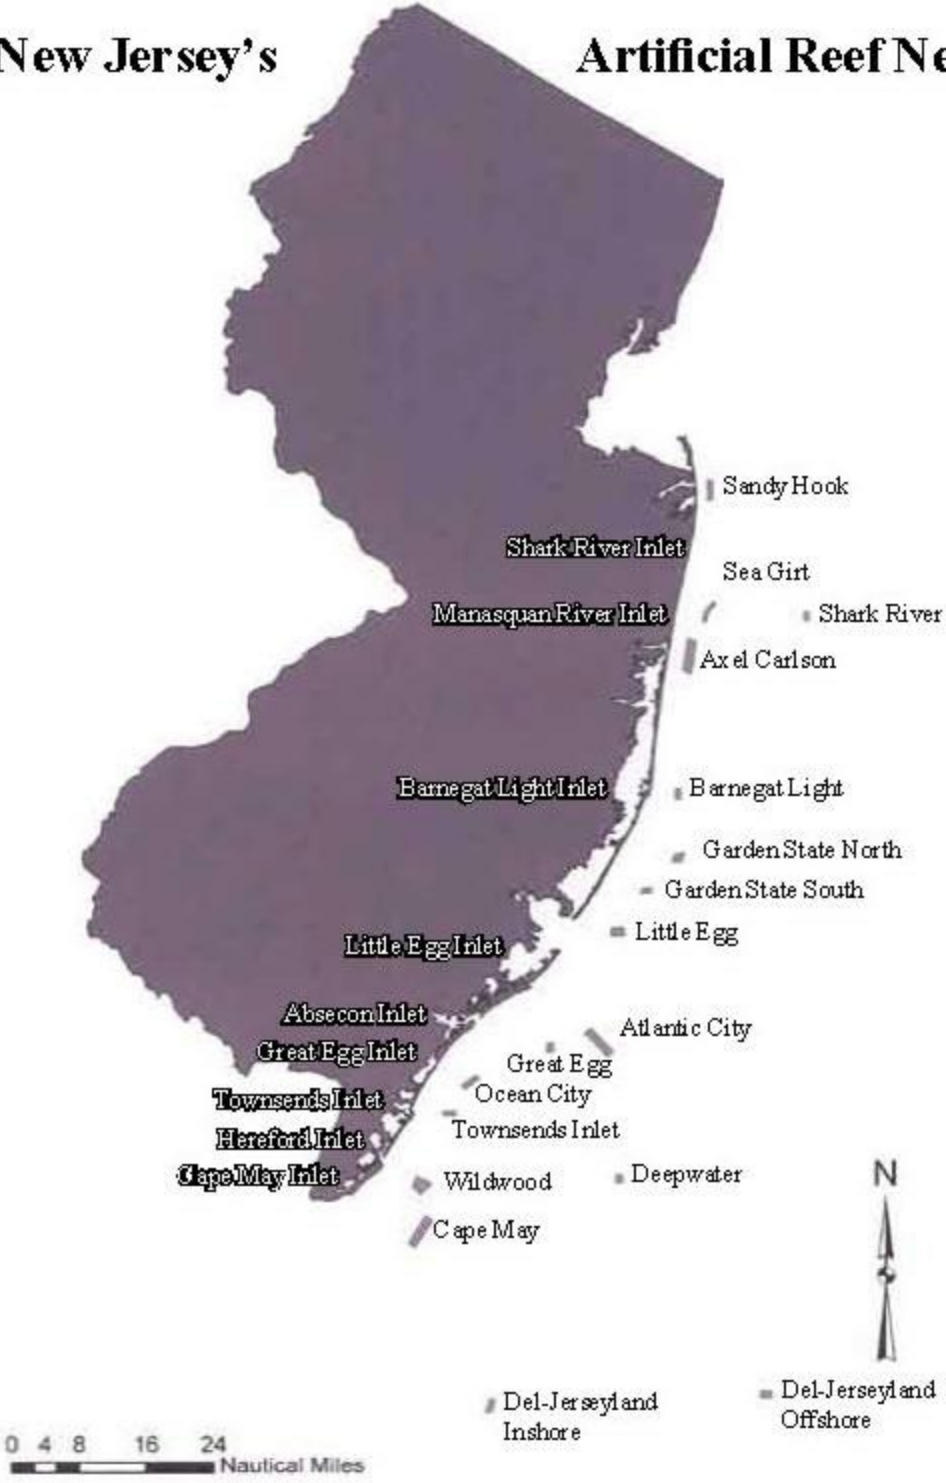 New Jersey's Artificial Reef Ne
Sandy Hook
Shark River Inlet
Sea Girt
Manasquan River Inlet
Shark River
Axel Carlson
Barnegat Light Inlet
Barnegat Light
Garden State North
Garden State South
Little Egg
Little Egg Inlet
Absecon Inlet
Atlantic City
Great Egg Inlet
Great Egg
Ocean City
Townsends Inlet
Townsends Inlet
Hereford Inlet
Cape May Inlet
Wildwood
Deepwater
N
Cape May
Del-Jerseyland
Inshore
Del-Jerseyland
Offshore
0 4 8 16 24
Nautical Miles